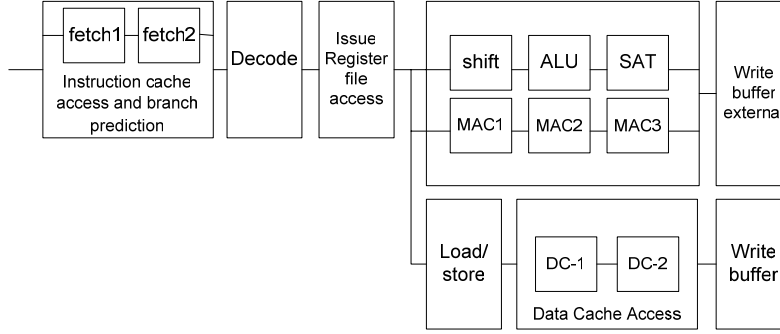 fetch1 fetch2
Instruction cache
access and branch
prediction
Decode
Issue
Register
file
access
shift ALU SAT
MAC1 MAC2 MAC3
Write
buffer
externa
Load/
store
DC-1 DC-2
Data Cache Access
Write
buffer